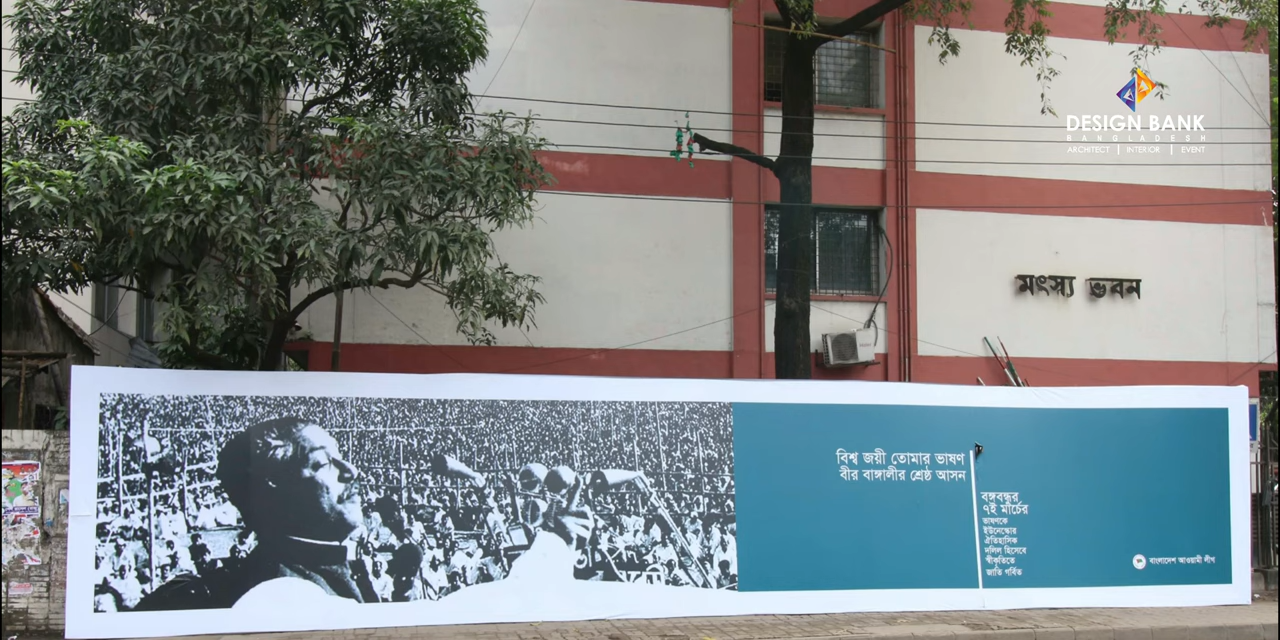 DESIGN BANK
BANGLADESH
ARCHITECT | INTERIOR | EVENT
মৎস্য ভবন
বিশ্ব জয়ী তোমার ভাষণ
বীর বাঙ্গালীর শ্রেষ্ঠ আসন
বঙ্গবন্ধুর
৭ই মার্চের
ভাষণকে
ইউনেস্কোর
ঐতিহাসিক
দলিল হিসেবে
স্বীকৃতিতে
জাতি গর্বিত
বাংলাদেশ আওয়ামী লীগ